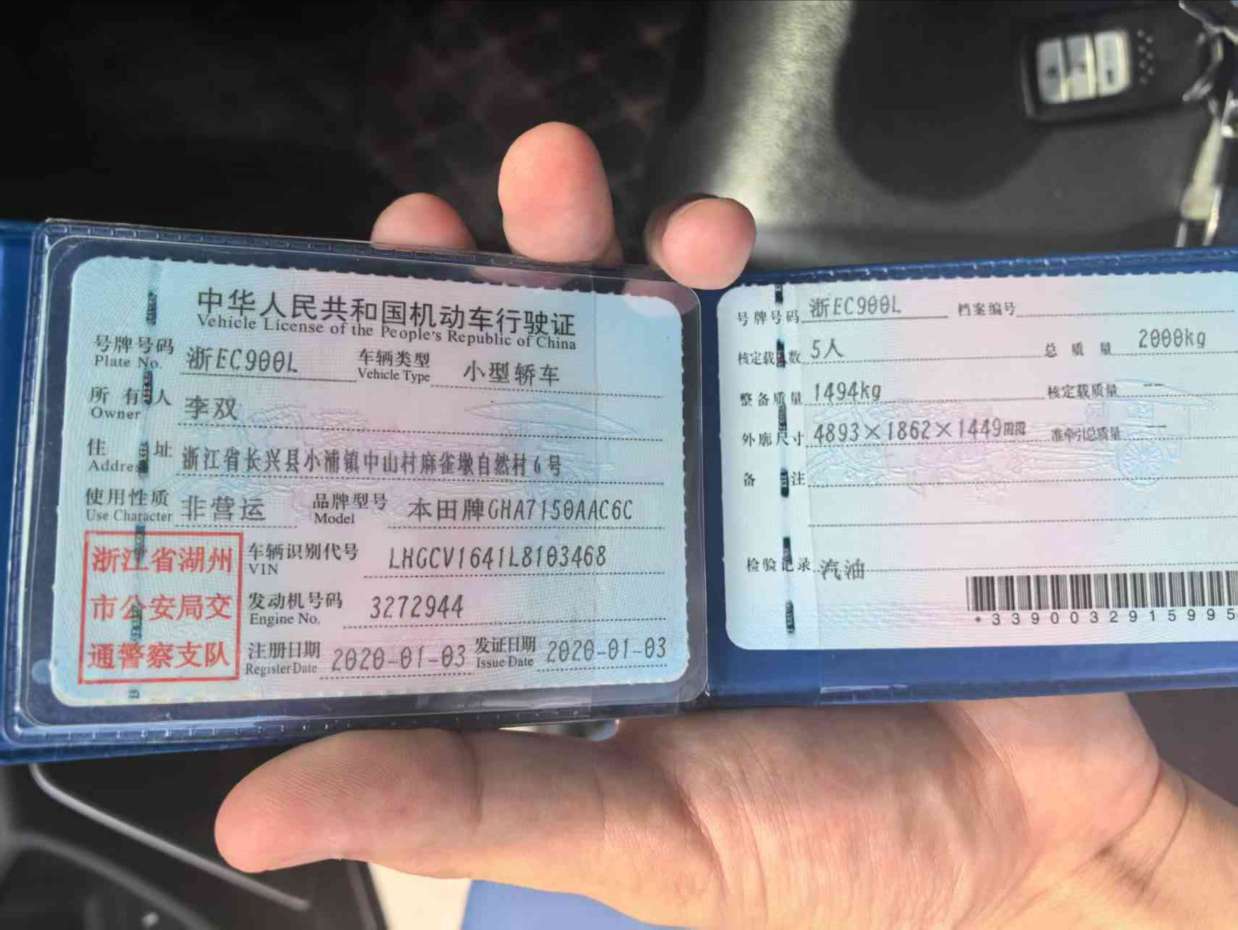 中华人民共和国机动车行驶证
Vehicle License of the People's Republic of China
号牌号码 浙EC900L 车辆类型 小型轿车
Plate No. Vehicle Type
所有人 李双
Owner
住址 浙江省长兴县小浦镇中山村麻雀墩自然村6号
Address
使用性质 非营运 品牌型号 本田牌GHA7150AAC6C
Use Character Model
浙江省湖州
市公安局交
通警察支队
车辆识别代号 LHGCV1641L8103468
VIN
发动机号码 3272944
Engine No.
注册日期 2020-01-03 发证日期 2020-01-03
Register Date Issue Date
号牌号码 浙EC900L 档案编号
核定载人数 5人 总质量 2000kg
整备质量 1494kg 核定载质量 --
外廓尺寸 4893×1862×1449mm 准牵引总质量 --
备注
检验记录 汽油
*3390032915995